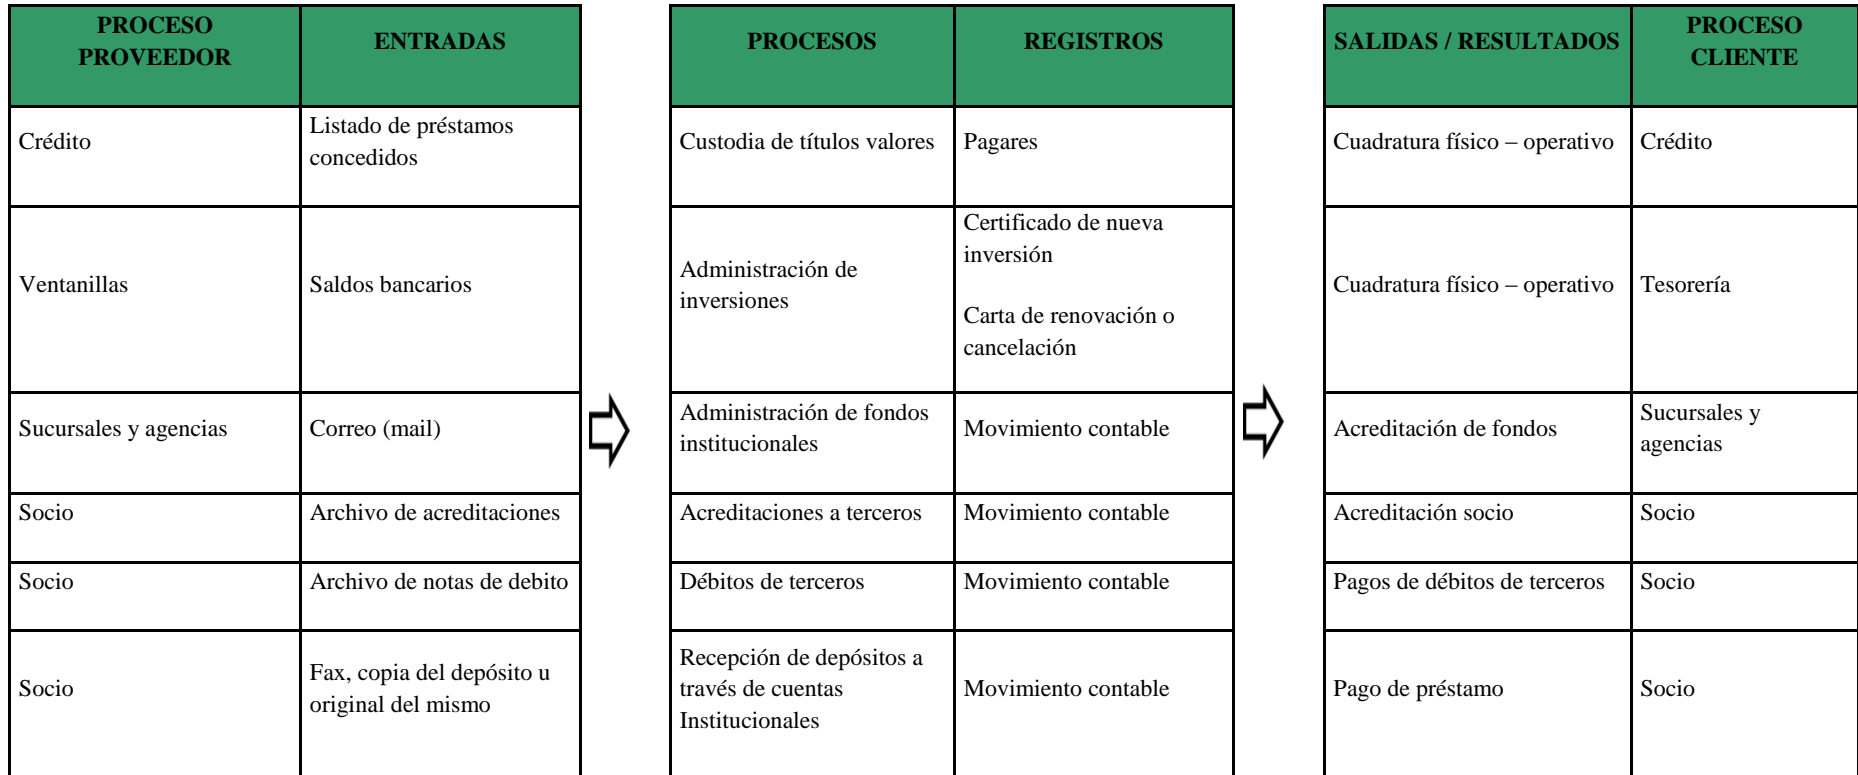 PROCESO
PROVEEDOR
ENTRADAS
PROCESOS
REGISTROS
SALIDAS / RESULTADOS
PROCESO
CLIENTE
Crédito
Listado de préstamos
concedidos
Custodia de títulos valores
Pagares
Cuadratura físico – operativo
Crédito
Ventanillas
Saldos bancarios
Administración de
inversiones
Certificado de nueva
inversión
Carta de renovación o
cancelación
Cuadratura físico – operativo
Tesorería
Sucursales y agencias
Correo (mail)
Administración de fondos
institucionales
Movimiento contable
Acreditación de fondos
Sucursales y
agencias
Socio
Archivo de acreditaciones
Acreditaciones a terceros
Movimiento contable
Acreditación socio
Socio
Socio
Archivo de notas de debito
Débitos de terceros
Movimiento contable
Pagos de débitos de terceros
Socio
Socio
Fax, copia del depósito u
original del mismo
Recepción de depósitos a
través de cuentas
Institucionales
Movimiento contable
Pago de préstamo
Socio